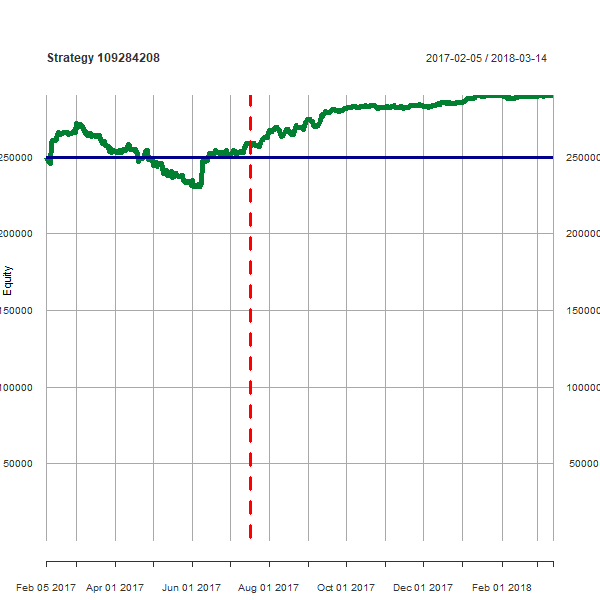 Strategy 109284208
2017-02-05 / 2018-03-14
250000
250000
200000
200000
Equity
150000
150000
100000
100000
50000
50000
Feb 05 2017
Apr 01 2017
Jun 01 2017
Aug 01 2017
Oct 01 2017
Dec 01 2017
Feb 01 2018